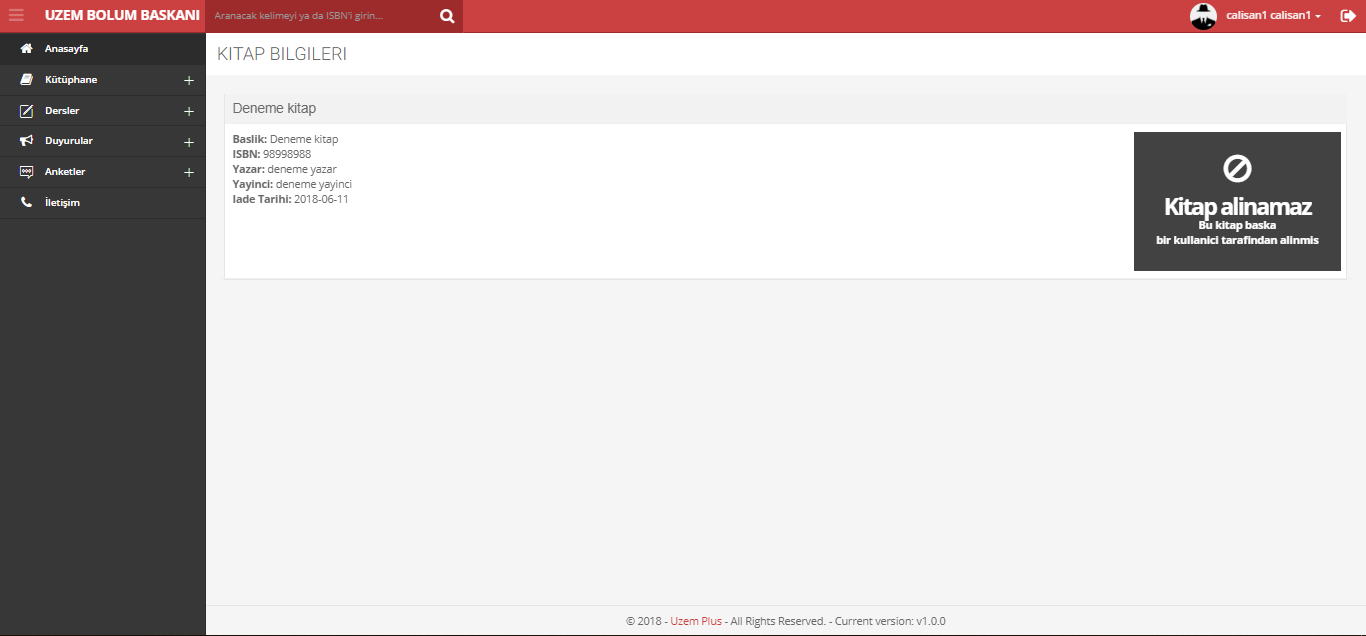 UZEM BOLUM BASKANI
Aranacak kelimeyi ya da ISBN'i girin...
calisan1 calisan1
Anasayfa
Kütüphane
Dersler
Duyurular
Anketler
İletişim
KITAP BILGILERI
Deneme kitap
Baslik: Deneme kitap
ISBN: 98998988
Yazar: deneme yazar
Yayinci: deneme yayinci
Iade Tarihi: 2018-06-11
Kitap alinamaz
Bu kitap baska
bir kullanici tarafindan alinmis
© 2018 - Uzem Plus - All Rights Reserved. - Current version: v1.0.0